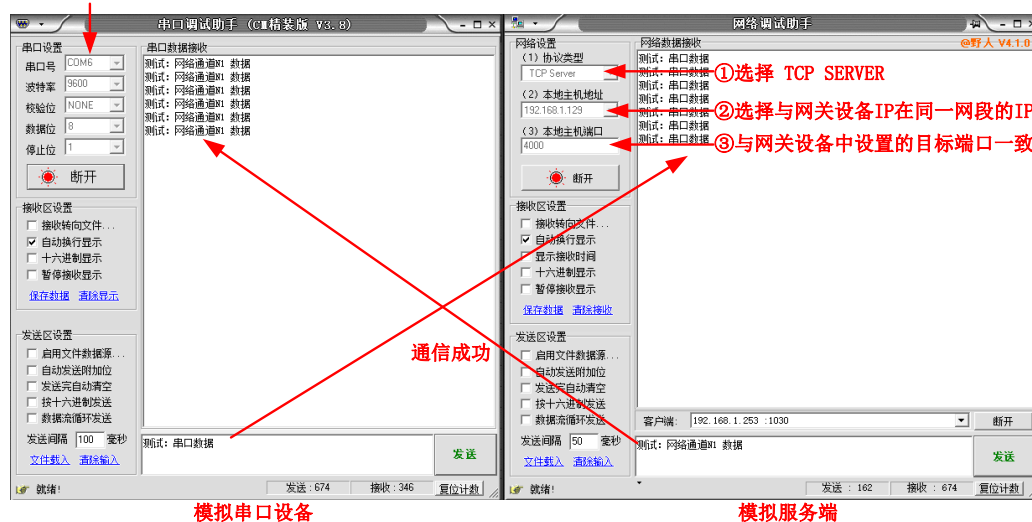 串口调试助手 (CM精装版 V3.8)
串口设置
串口号 COM6
波特率 9600
校验位 NONE
数据位 8
停止位 1
断开
接收区设置
接收转向文件...
自动换行显示
十六进制显示
暂停接收显示
保存数据 清除显示
发送区设置
启用文件数据源...
自动发送附加位
发送完自动清空
按十六进制发送
数据流循环发送
发送间隔 100 毫秒
文件载入 清除输入
串口数据接收
测试: 网络通道N1 数据
测试: 网络通道N1 数据
测试: 网络通道N1 数据
测试: 网络通道N1 数据
测试: 网络通道N1 数据
测试: 网络通道N1 数据
测试: 串口数据
发送
就绪!
发送:674 接收:346 复位计数
模拟串口设备
通信成功
网络调试助手
@野人 V4.1.0
网络设置
(1) 协议类型
TCP Server
(2) 本地主机地址
192.168.1.129
(3) 本地主机端口
4000
断开
接收区设置
接收转向文件...
自动换行显示
显示接收时间
十六进制显示
暂停接收显示
保存数据 清除接收
发送区设置
启用文件数据源...
自动发送附加位
发送完自动清空
按十六进制发送
数据流循环发送
发送间隔 50 毫秒
文件载入 清除输入
网络数据接收
测试: 串口数据
测试: 串口数据
测试: 串口数据
测试: 串口数据
测试: 串口数据
测试: 串口数据
测试: 串口数据
①选择 TCP SERVER
②选择与网关设备IP在同一网段的IP
③与网关设备中设置的目标端口一致
客户端: 192.168.1.253 :1030 断开
测试: 网络通道N1 数据
发送
就绪!
发送 : 162 接收 : 674 复位计数
模拟服务端